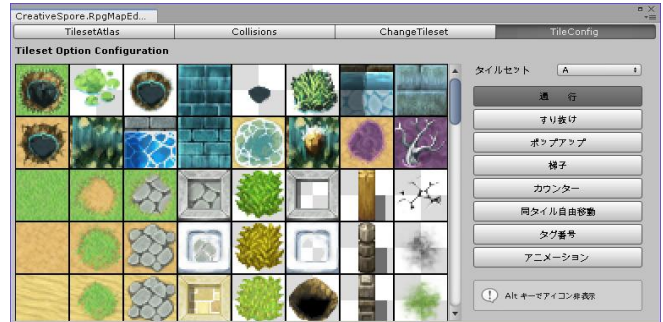 CreativeSpore.RpgMapEd...
TilesetAtlas
Collisions
ChangeTileset
TileConfig
Tileset Option Configuration
タイルセット
A
通 行
すり抜け
ポップアップ
梯子
カウンター
同タイル自由移動
タグ番号
アニメーション
Alt キーでアイコン非表示